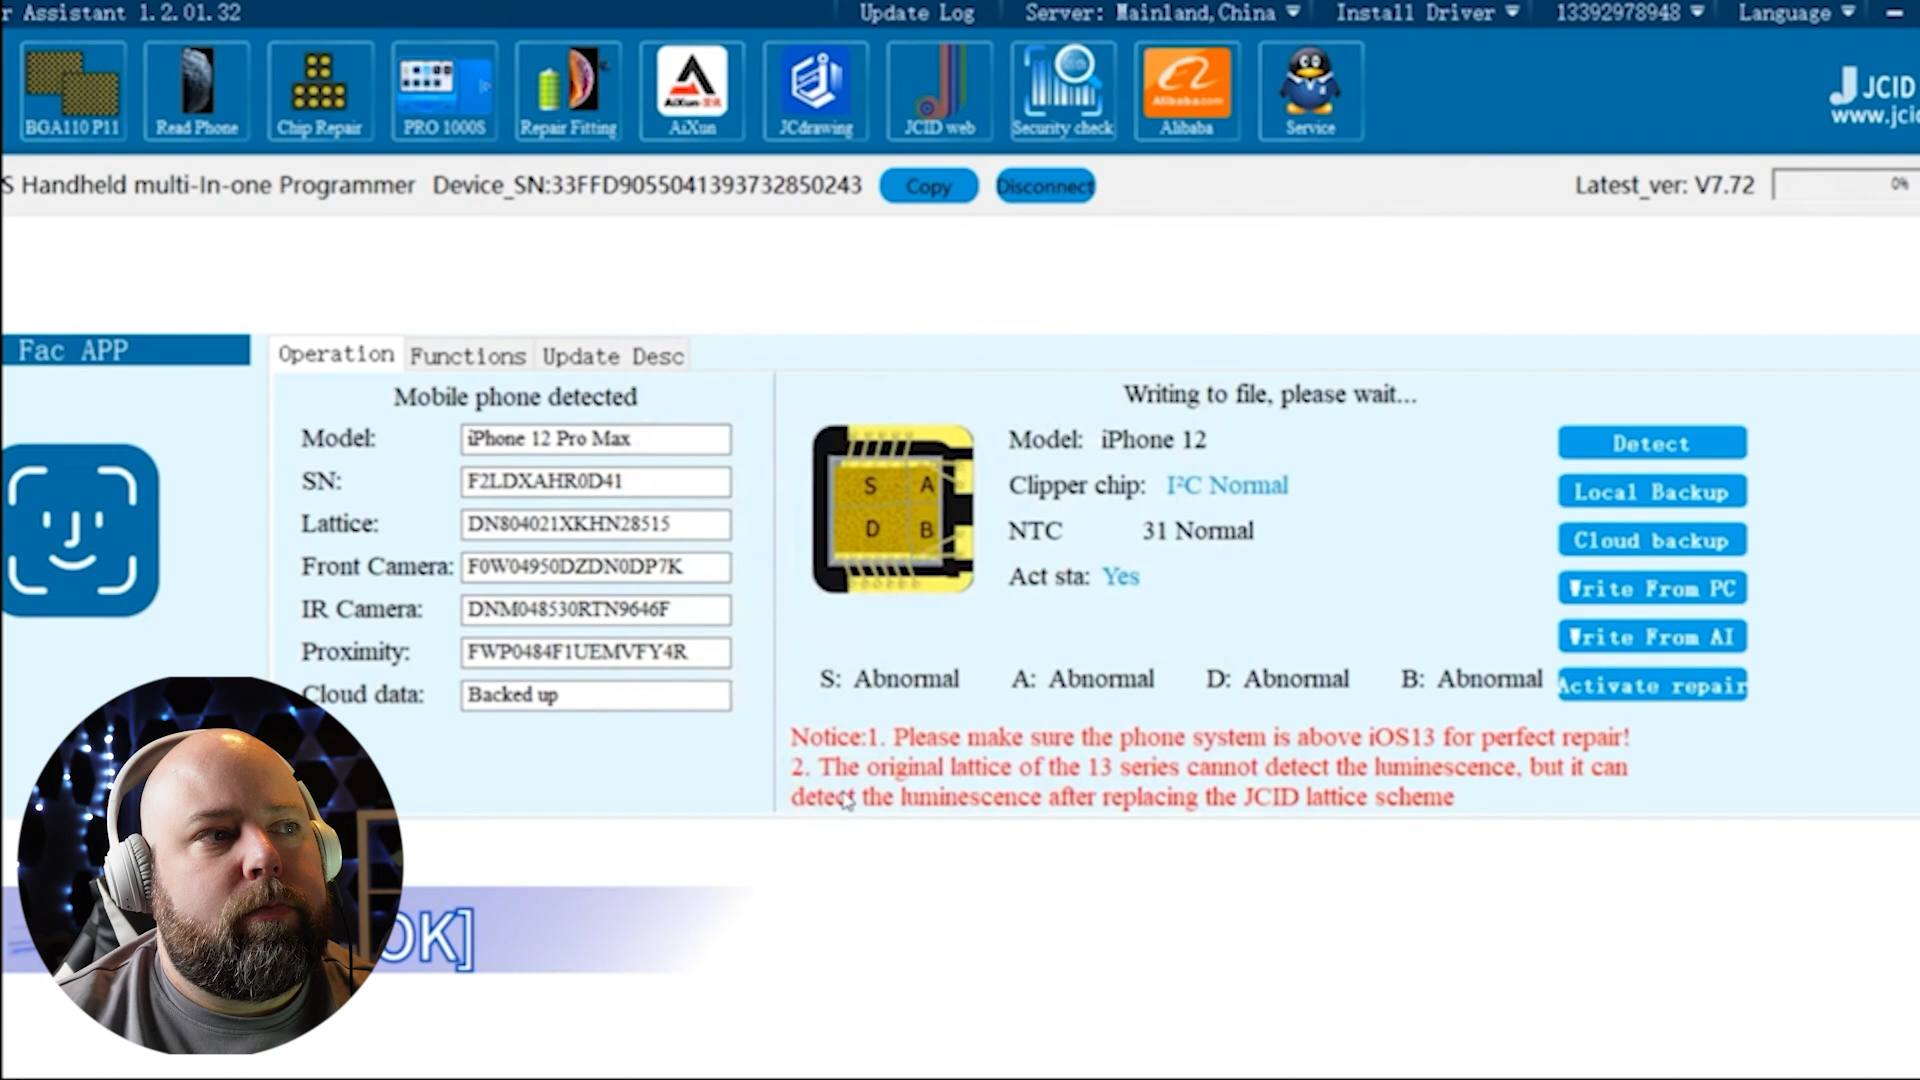 r Assistant 1.2.01.32
Update Log
Server: Mainland,China
Install Driver
13392978948
Language
BGA110 P11
Read Phone
Chip Repair
PRO 1000S
Repair Fitting
AiXun
JCdrawing
JCID web
Security check
Alibaba.com
Alibaba
Service
JCID
www.jcid
S Handheld multi-In-one Programmer
Device_SN:33FFD9055041393732850243
Copy
Disconnect
Latest_ver: V7.72
0%
Fac APP
Operation
Functions
Update Desc
Mobile phone detected
Model: iPhone 12 Pro Max
SN: F2LDXAHR0D41
Lattice: DN804021XKHN28515
Front Camera: F0W04950DZDN0DP7K
IR Camera: DNM048530RTN9646F
Proximity: FWP0484F1UEMVFY4R
Cloud data: Backed up
Writing to file, please wait...
S A
D B
Model: iPhone 12
Clipper chip: I²C Normal
NTC 31 Normal
Act sta: Yes
S: Abnormal A: Abnormal D: Abnormal B: Abnormal
Detect
Local Backup
Cloud backup
Write From PC
Write From AI
Activate repair
Notice:1. Please make sure the phone system is above iOS13 for perfect repair!
2. The original lattice of the 13 series cannot detect the luminescence, but it can
detect the luminescence after replacing the JCID lattice scheme
OK]